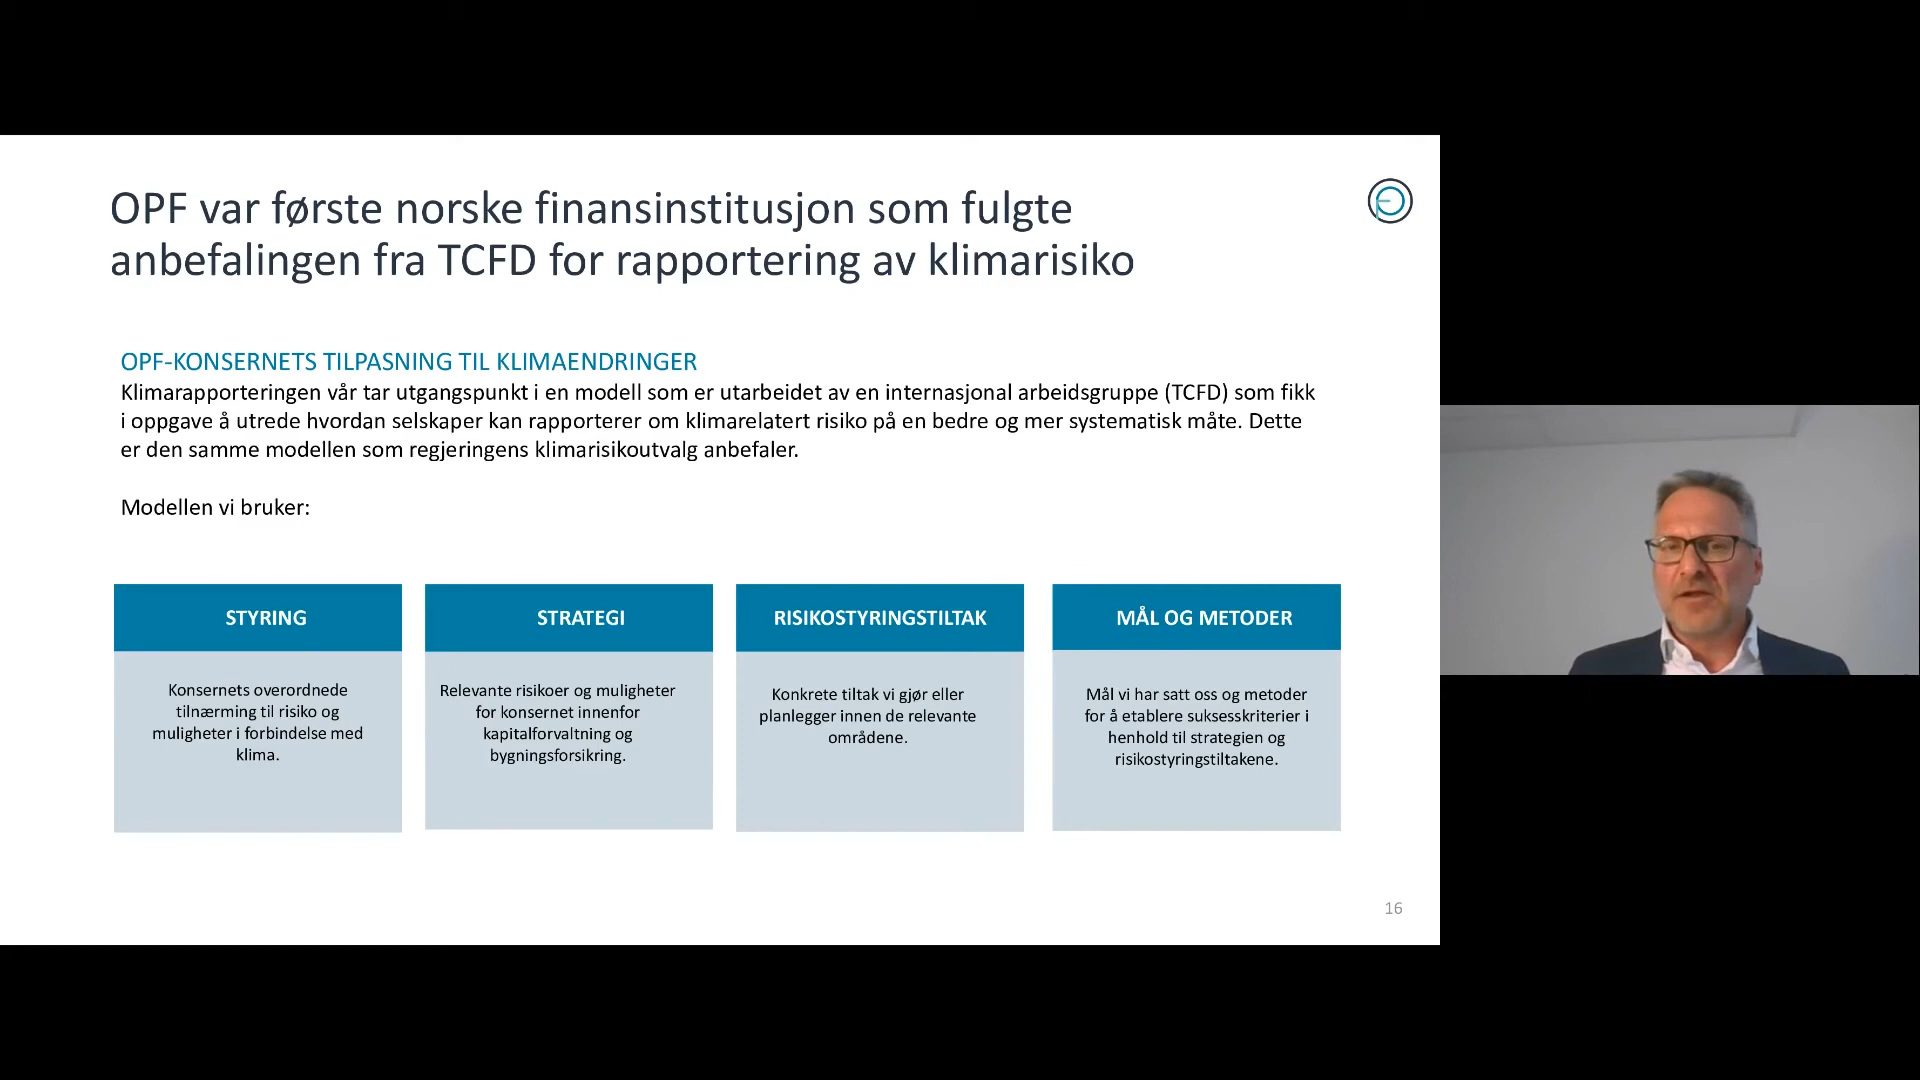 OPF var første norske finansinstitusjon som fulgte
anbefalingen fra TCFD for rapportering av klimarisiko
OPF-KONSERNETS TILPASNING TIL KLIMAENDRINGER
Klimarapporteringen vår tar utgangspunkt i en modell som er utarbeidet av en internasjonal arbeidsgruppe (TCFD) som fikk
i oppgave å utrede hvordan selskaper kan rapporterer om klimarelatert risiko på en bedre og mer systematisk måte. Dette
er den samme modellen som regjeringens klimarisikoutvalg anbefaler.
Modellen vi bruker:
STYRING
Konsernets overordnede
tilnærming til risiko og
muligheter i forbindelse med
klima.
STRATEGI
Relevante risikoer og muligheter
for konsernet innenfor
kapitalforvaltning og
bygningsforsikring.
RISIKOSTYRINGSTILTAK
Konkrete tiltak vi gjør eller
planlegger innen de relevante
områdene.
MÅL OG METODER
Mål vi har satt oss og metoder
for å etablere suksesskriterier i
henhold til strategien og
risikostyringstiltakene.
16